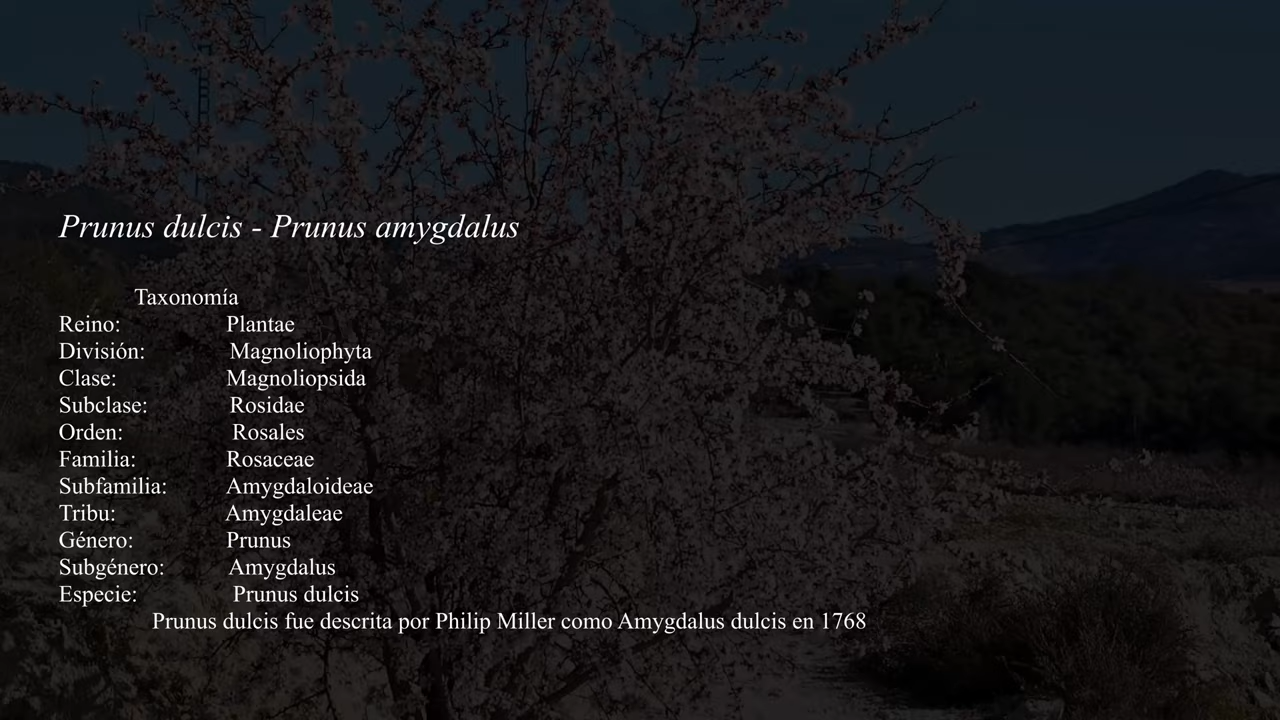 Prunus dulcis - Prunus amygdalus
Taxonomía
Reino: Plantae
División: Magnoliophyta
Clase: Magnoliopsida
Subclase: Rosidae
Orden: Rosales
Familia: Rosaceae
Subfamilia: Amygdaloideae
Tribu: Amygdaleae
Género: Prunus
Subgénero: Amygdalus
Especie: Prunus dulcis
Prunus dulcis fue descrita por Philip Miller como Amygdalus dulcis en 1768